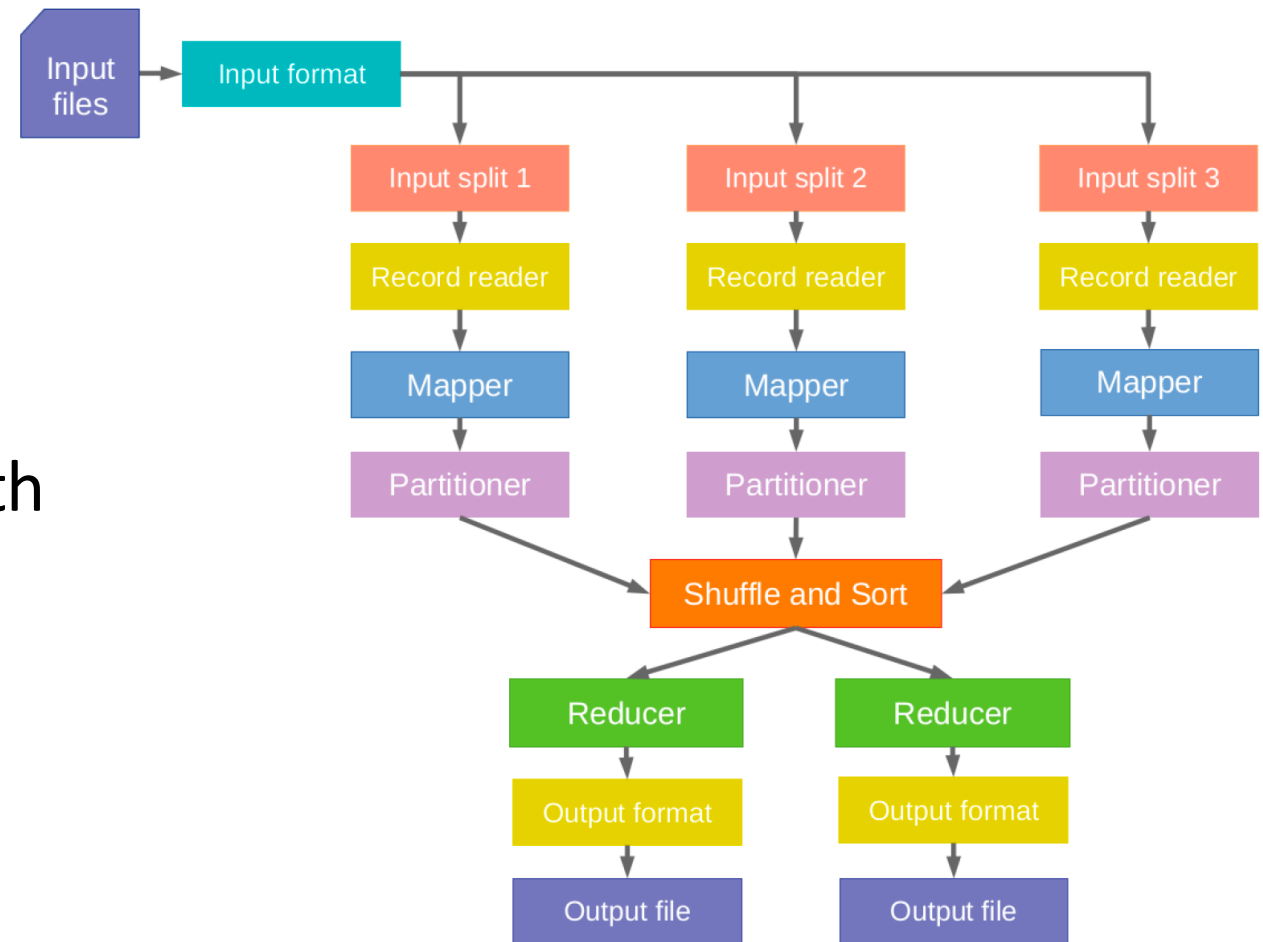 Input
files
Input format
Input split 1
Input split 2
Input split 3
Record reader
Record reader
Record reader
Mapper
Mapper
Mapper
th
Partitioner
Partitioner
Partitioner
Shuffle and Sort
Reducer
Reducer
Output format
Output format
Output file
Output file